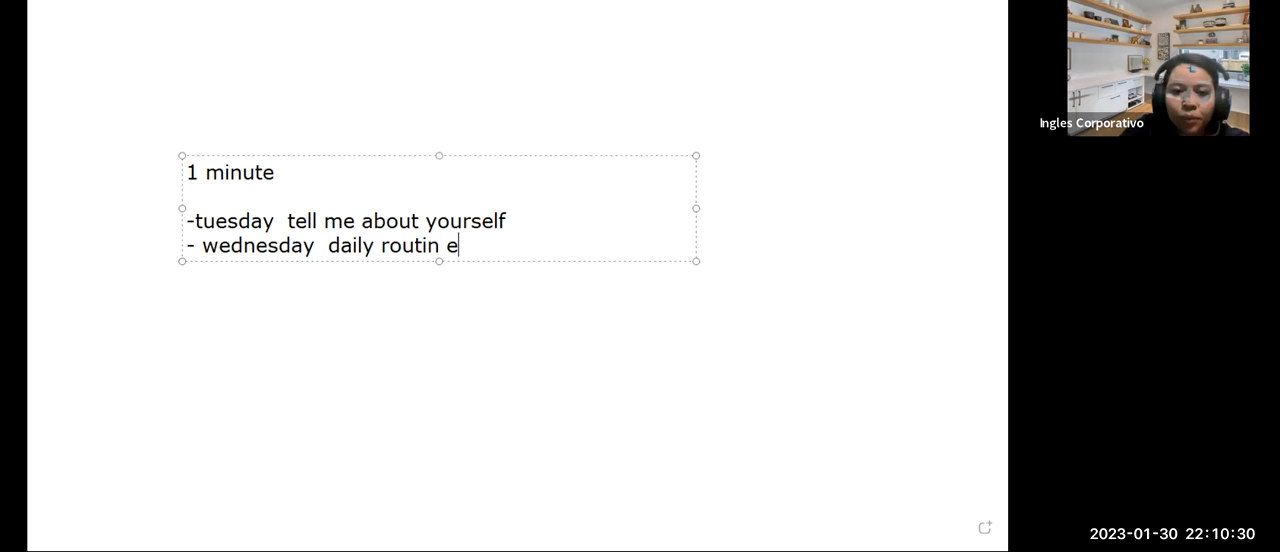 1 minute
-tuesday  tell me about yourself
- wednesday  daily routin e
Ingles Corporativo
2023-01-30 22:10:30